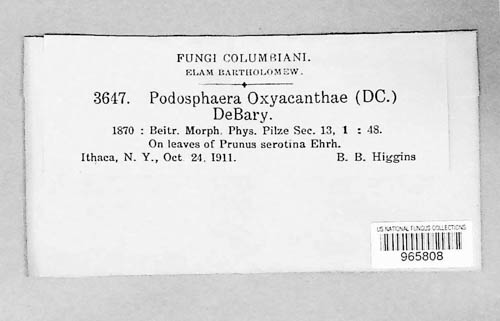 FUNGI COLUMBIANI.
ELAM BARTHOLOMEW.
3647. Podosphaera Oxyacanthae (DC.)
DeBary.
1870 : Beitr. Morph. Phys. Pilze Sec. 13, 1 : 48.
On leaves of Prunus serotina Ehrh.
Ithaca, N. Y., Oct 24, 1911. B. B. Higgins
US NATIONAL FUNGUS COLLECTIONS
965808